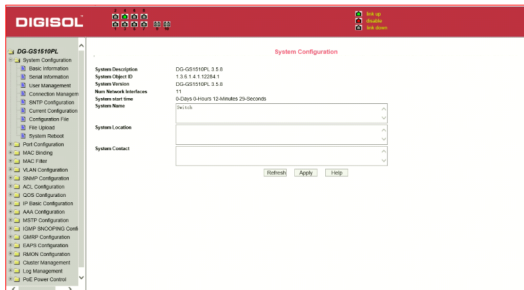 DIGISOL
link up
disable
link down
DG-GS1510PL
System Configuration
Basic Information
Serial Information
User Management
Connection Managem
SNTP Configuration
Current Configuration
Configuration File
File Upload
System Reboot
Port Configuration
MAC Binding
MAC Filter
VLAN Configuration
SNMP Configuration
ACL Configuration
QOS Configuration
IP Basic Configuration
AAA Configuration
MSTP Configuration
IGMP SNOOPING Confi
GMRP Configuration
EAPS Configuration
RMON Configuration
Cluster Management
Log Management
PoE Power Control
System Configuration
System Description DG-GS1510PL 3.5.8
System Object ID 1.3.6.1.4.1.12284.1
System Version DG-GS1510PL 3.5.8
Num Network Interfaces 11
System start time 0-Days 0-Hours 12-Minutes 29-Seconds
System Name Switch
System Location
System Contact
Refresh Apply Help